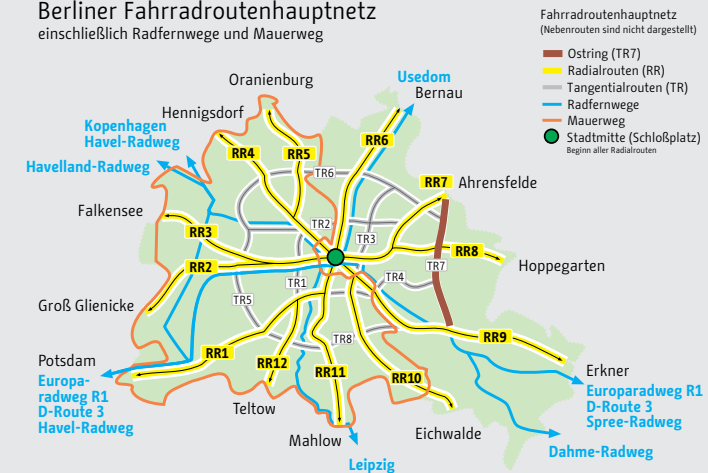 Berliner Fahrradroutenhauptnetz
einschließlich Radfernwege und Mauerweg
Fahrradroutenhauptnetz
(Nebenrouten sind nicht dargestellt)
Ostring (TR7)
Radialrouten (RR)
Tangentialrouten (TR)
Radfernwege
Mauerweg
Stadtmitte (Schloßplatz)
Beginn aller Radialrouten
Oranienburg
Usedom
Bernau
Hennigsdorf
Kopenhagen
Havel-Radweg
Havelland-Radweg
RR4
RR5
RR6
TR6
RR7
Ahrensfelde
Falkensee
RR3
TR2
TR3
RR8
RR2
TR7
Hoppegarten
TR1
TR4
Groß Glienicke
TR5
TR8
RR9
RR1
RR12
RR11
RR10
Potsdam
Europa-
radweg R1
D-Route 3
Havel-Radweg
Erkner
Europaradweg R1
D-Route 3
Spree-Radweg
Teltow
Mahlow
Eichwalde
Dahme-Radweg
Leipzig